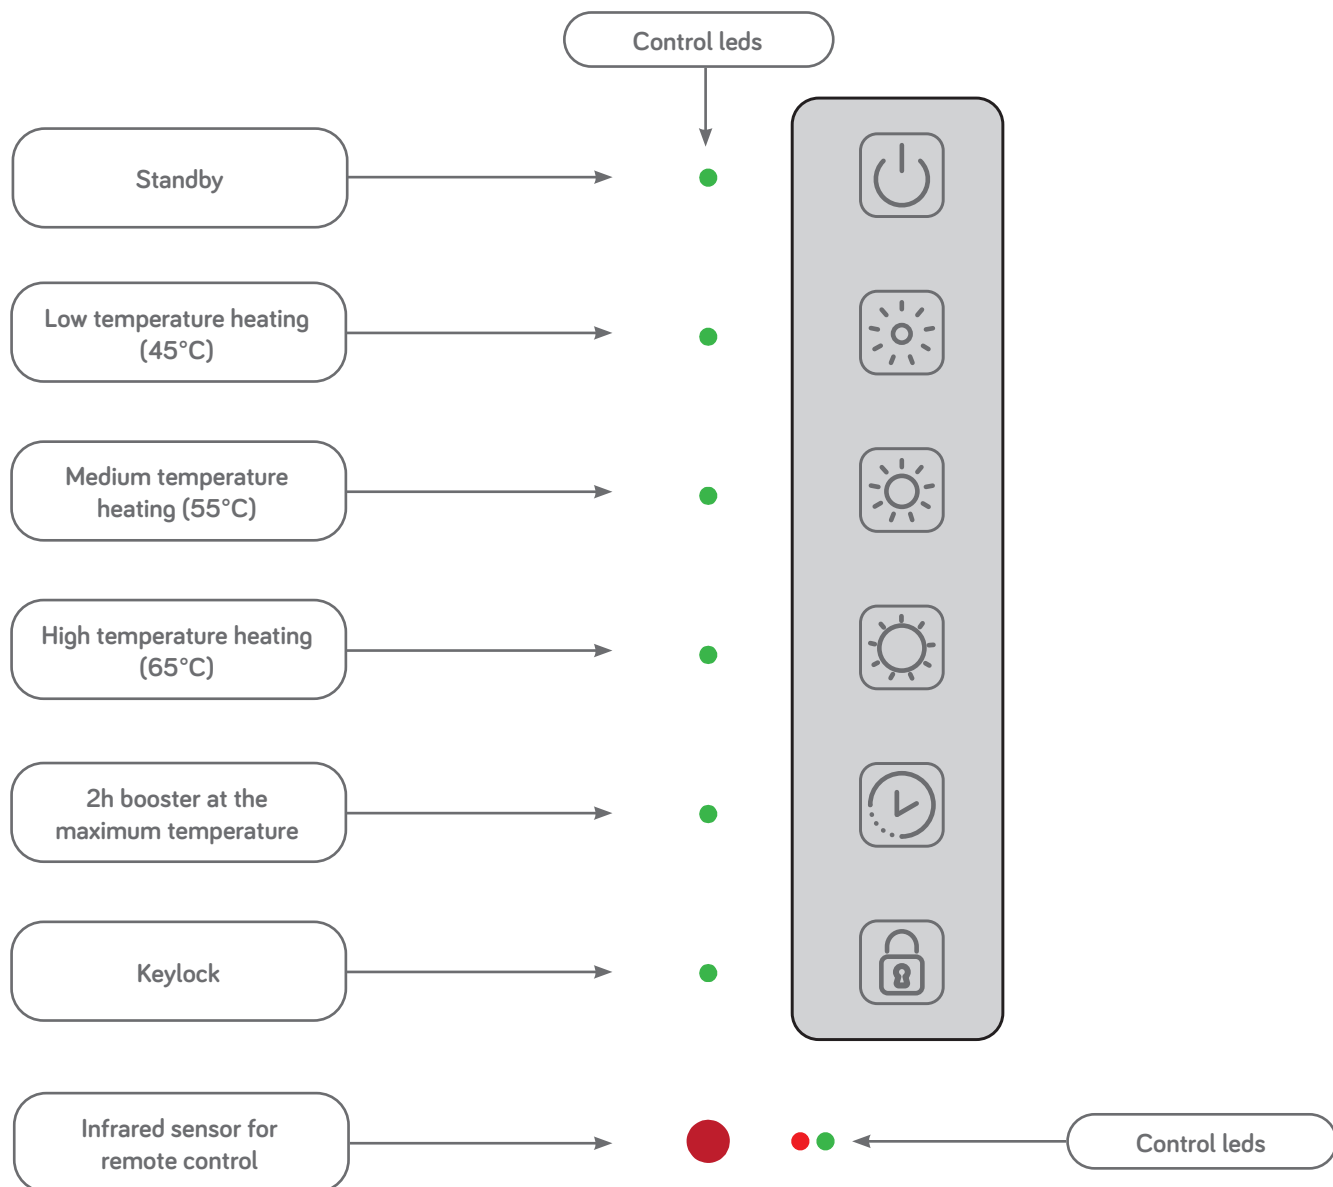 Control leds
Standby
Low temperature heating
(45°C)
Medium temperature
heating (55°C)
High temperature heating
(65°C)
2h booster at the
maximum temperature
Keylock
Infrared sensor for
remote control
Control leds